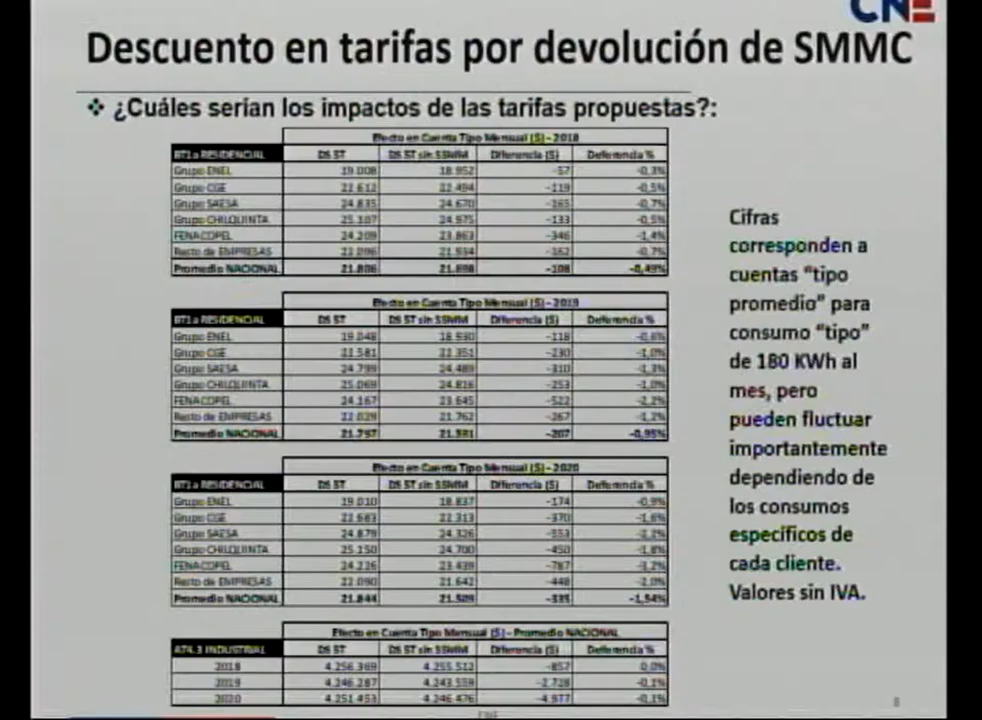 CNE
Descuento en tarifas por devolución de SMMC
❖ ¿Cuáles serían los impactos de las tarifas propuestas?:
Efecto en Cuenta Tipo Mensual ($) - 2018
BT1a RESIDENCIAL DS ST DS ST sin SSMM Diferencia ($) Deferencia %
Grupo ENEL 19.008 18.952 -57 -0,3%
Grupo CGE 22.612 22.494 -119 -0,5%
Grupo SAESA 24.835 24.670 -165 -0,7%
Grupo CHILQUINTA 25.107 24.975 -133 -0,5%
FENACOPEL 24.209 23.863 -346 -1,4%
Resto de EMPRESAS 22.096 21.934 -162 -0,7%
Promedio NACIONAL 21.806 21.698 -108 -0,49%
Efecto en Cuenta Tipo Mensual ($) - 2019
BT1a RESIDENCIAL DS ST DS ST sin SSMM Diferencia ($) Deferencia %
Grupo ENEL 19.048 18.930 -118 -0,6%
Grupo CGE 22.581 22.351 -230 -1,0%
Grupo SAESA 24.799 24.489 -310 -1,3%
Grupo CHILQUINTA 25.069 24.816 -253 -1,0%
FENACOPEL 24.167 23.645 -522 -2,2%
Resto de EMPRESAS 22.029 21.762 -267 -1,2%
Promedio NACIONAL 21.797 21.591 -207 -0,95%
Efecto en Cuenta Tipo Mensual ($) - 2020
BT1a RESIDENCIAL DS ST DS ST sin SSMM Diferencia ($) Deferencia %
Grupo ENEL 19.010 18.837 -174 -0,9%
Grupo CGE 22.683 22.313 -370 -1,6%
Grupo SAESA 24.879 24.326 -553 -2,2%
Grupo CHILQUINTA 25.150 24.700 -450 -1,8%
FENACOPEL 24.226 23.439 -787 -3,2%
Resto de EMPRESAS 22.090 21.642 -448 -2,0%
Promedio NACIONAL 21.844 21.509 -335 -1,54%
Efecto en Cuenta Tipo Mensual ($) - Promedio NACIONAL
AT4.3 INDUSTRIAL DS ST DS ST sin SSMM Diferencia ($) Deferencia %
2018 4.256.369 4.255.512 -857 0,0%
2019 4.246.287 4.243.559 -2.728 -0,1%
2020 4.251.453 4.246.476 -4.977 -0,1%
Cifras
corresponden a
cuentas “tipo
promedio” para
consumo “tipo”
de 180 KWh al
mes, pero
pueden fluctuar
importantemente
dependiendo de
los consumos
específicos de
cada cliente.
Valores sin IVA.
8
CNE